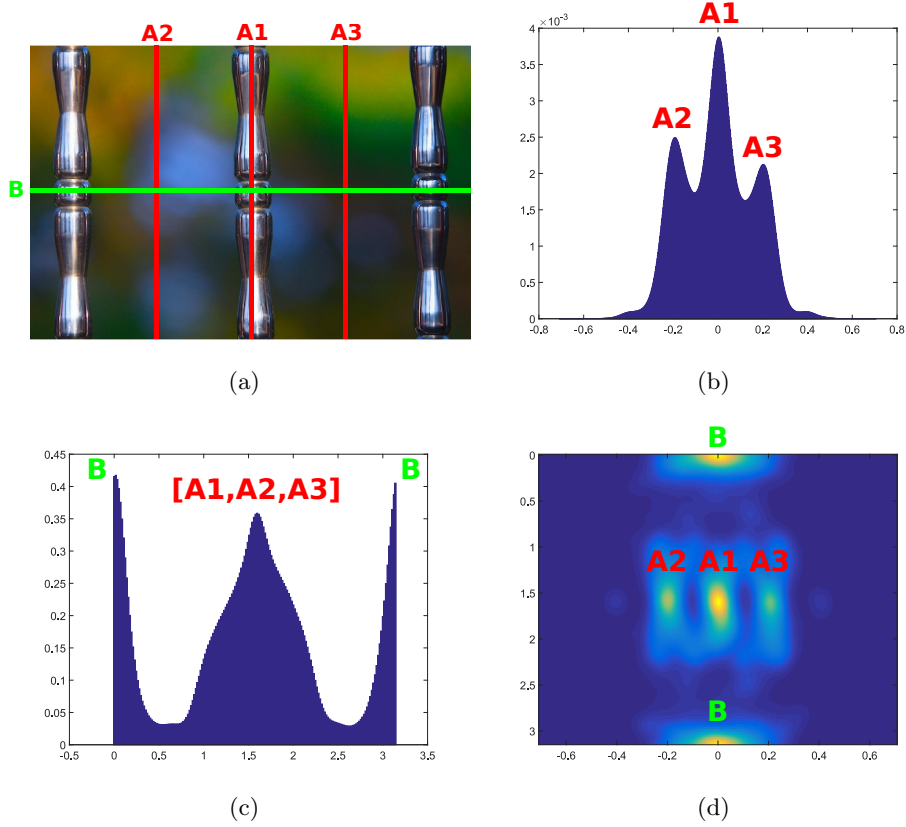 A2 A1 A3
B
(a)
×10^-3
A1
A2
A3
4
3.5
3
2.5
2
1.5
1
0.5
0
-0.8 -0.6 -0.4 -0.2 0 0.2 0.4 0.6 0.8
(b)
0.45
0.4
0.35
0.3
0.25
0.2
0.15
0.1
0.05
0
B [A1,A2,A3] B
-0.5 0 0.5 1 1.5 2 2.5 3 3.5
(c)
B
0
0.5
1
1.5
2
2.5
3
A2 A1 A3
B
-0.6 -0.4 -0.2 0 0.2 0.4 0.6
(d)